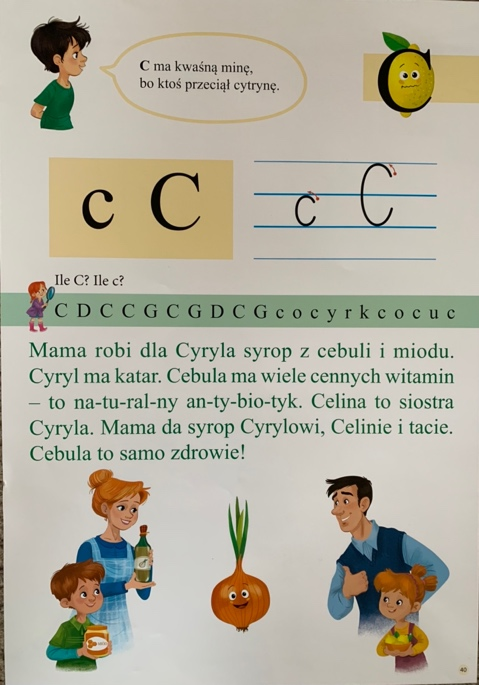 C ma kwaśną minę,
bo ktoś przeciął cytrynę.
C
c C
c C
Ile C? Ile c?
C D C C G C G D C G c o c y r k c o c u c
Mama robi dla Cyryla syrop z cebuli i miodu.
Cyryl ma katar. Cebula ma wiele cennych witamin
– to na-tu-ral-ny an-ty-bio-tyk. Celina to siostra
Cyryla. Mama da syrop Cyrylowi, Celinie i tacie.
Cebula to samo zdrowie!
40